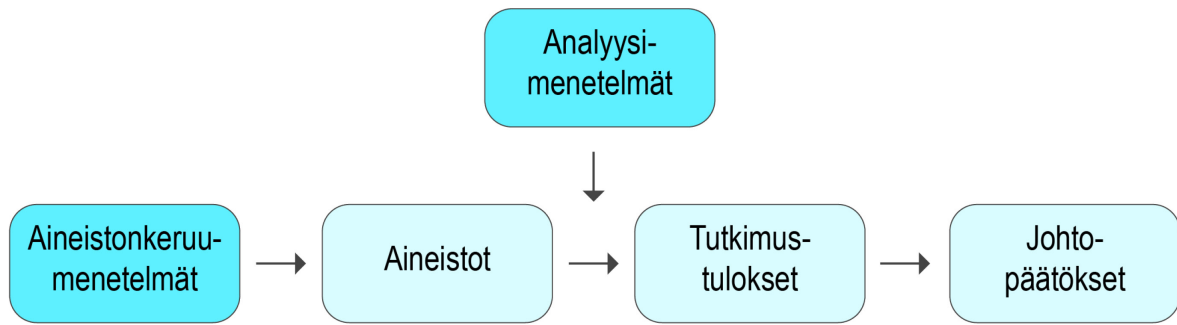 Analyysi-
menetelmät
Aineistonkeruu-
menetelmät
Aineistot
Tutkimus-
tulokset
Johto-
päätökset